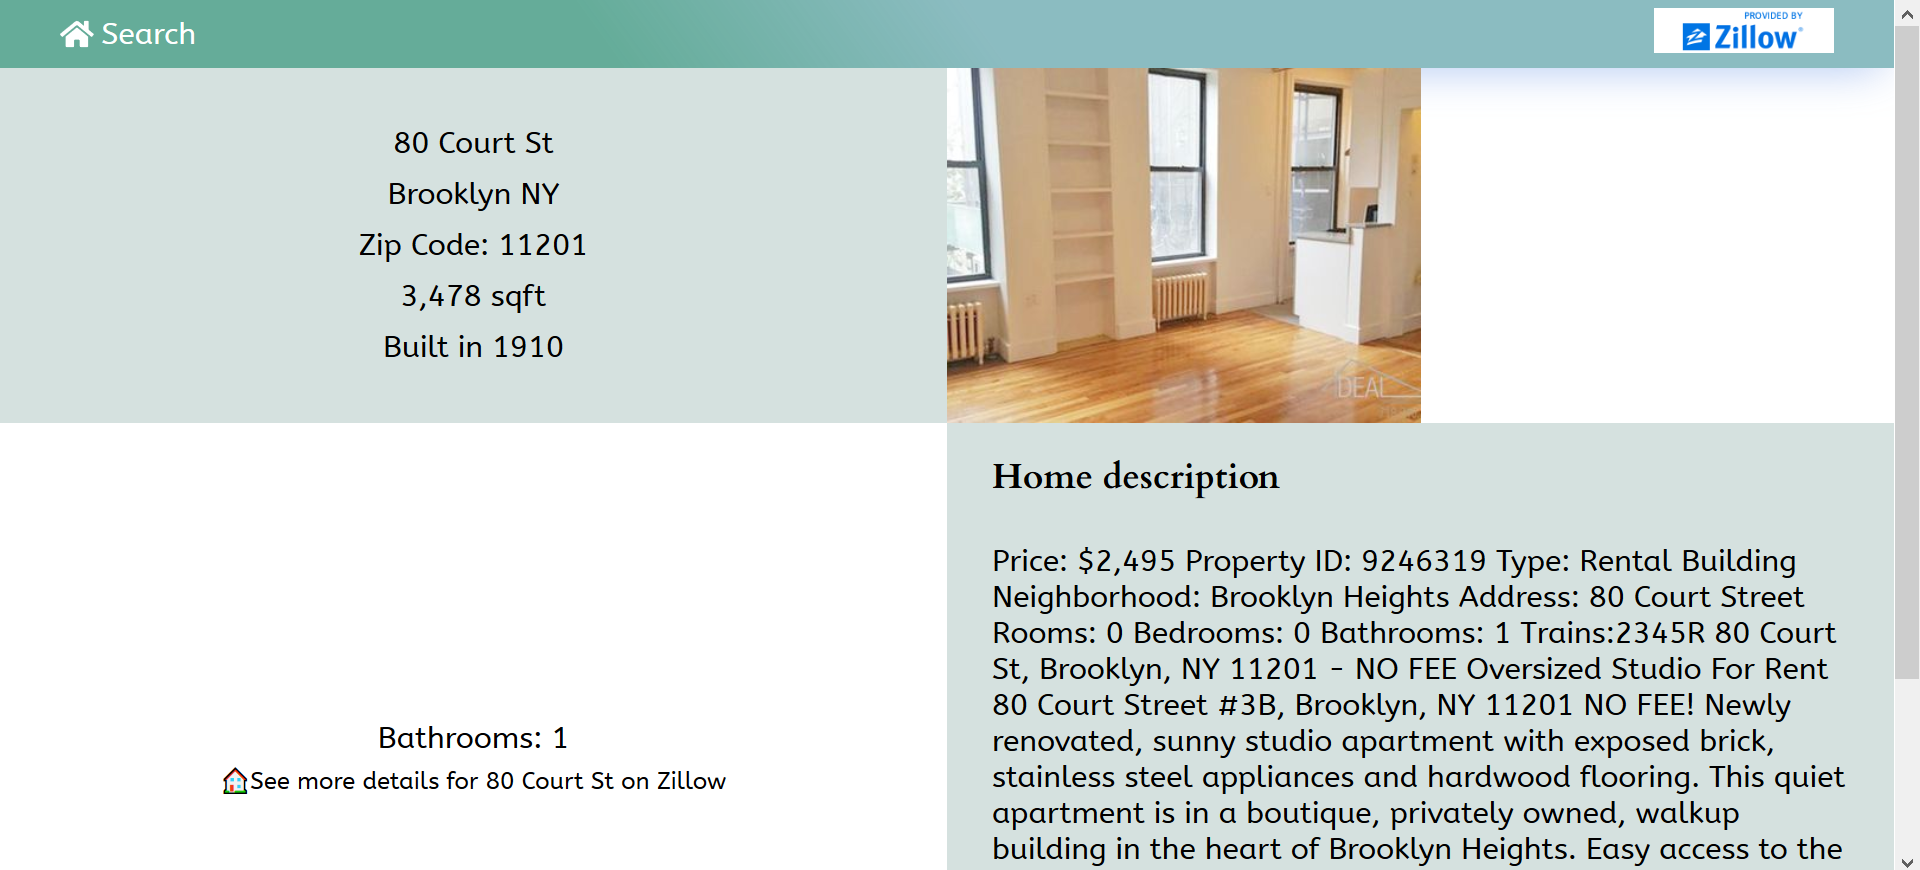 Search
PROVIDED BY
Zillow
80 Court St
Brooklyn NY
Zip Code: 11201
3,478 sqft
Built in 1910
DEAL
Home description
Price: $2,495 Property ID: 9246319 Type: Rental Building
Neighborhood: Brooklyn Heights Address: 80 Court Street
Rooms: 0 Bedrooms: 0 Bathrooms: 1 Trains:2345R 80 Court
St, Brooklyn, NY 11201 - NO FEE Oversized Studio For Rent
80 Court Street #3B, Brooklyn, NY 11201 NO FEE! Newly
renovated, sunny studio apartment with exposed brick,
stainless steel appliances and hardwood flooring. This quiet
apartment is in a boutique, privately owned, walkup
building in the heart of Brooklyn Heights. Easy access to the
Bathrooms: 1
See more details for 80 Court St on Zillow